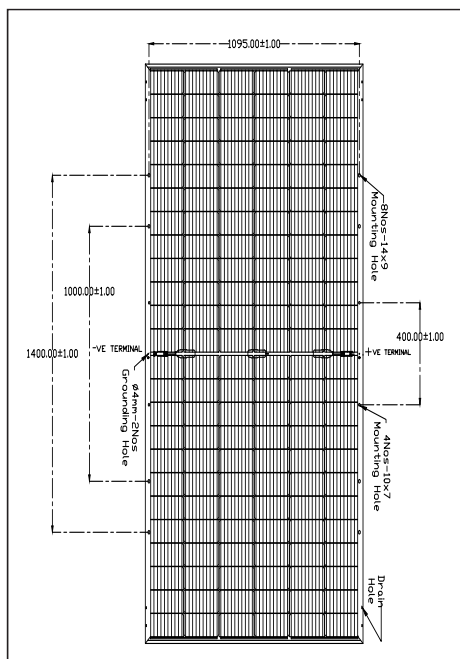 1095.00±1.00
8Nos-14x9
Mounting Hole
1000.00±1.00
400.00±1.00
1400.00±1.00
-VE TERMINAL
+VE TERMINAL
ø4mm-2Nos
Grounding Hole
4Nos-10x7
Mounting Hole
Drain
Hole